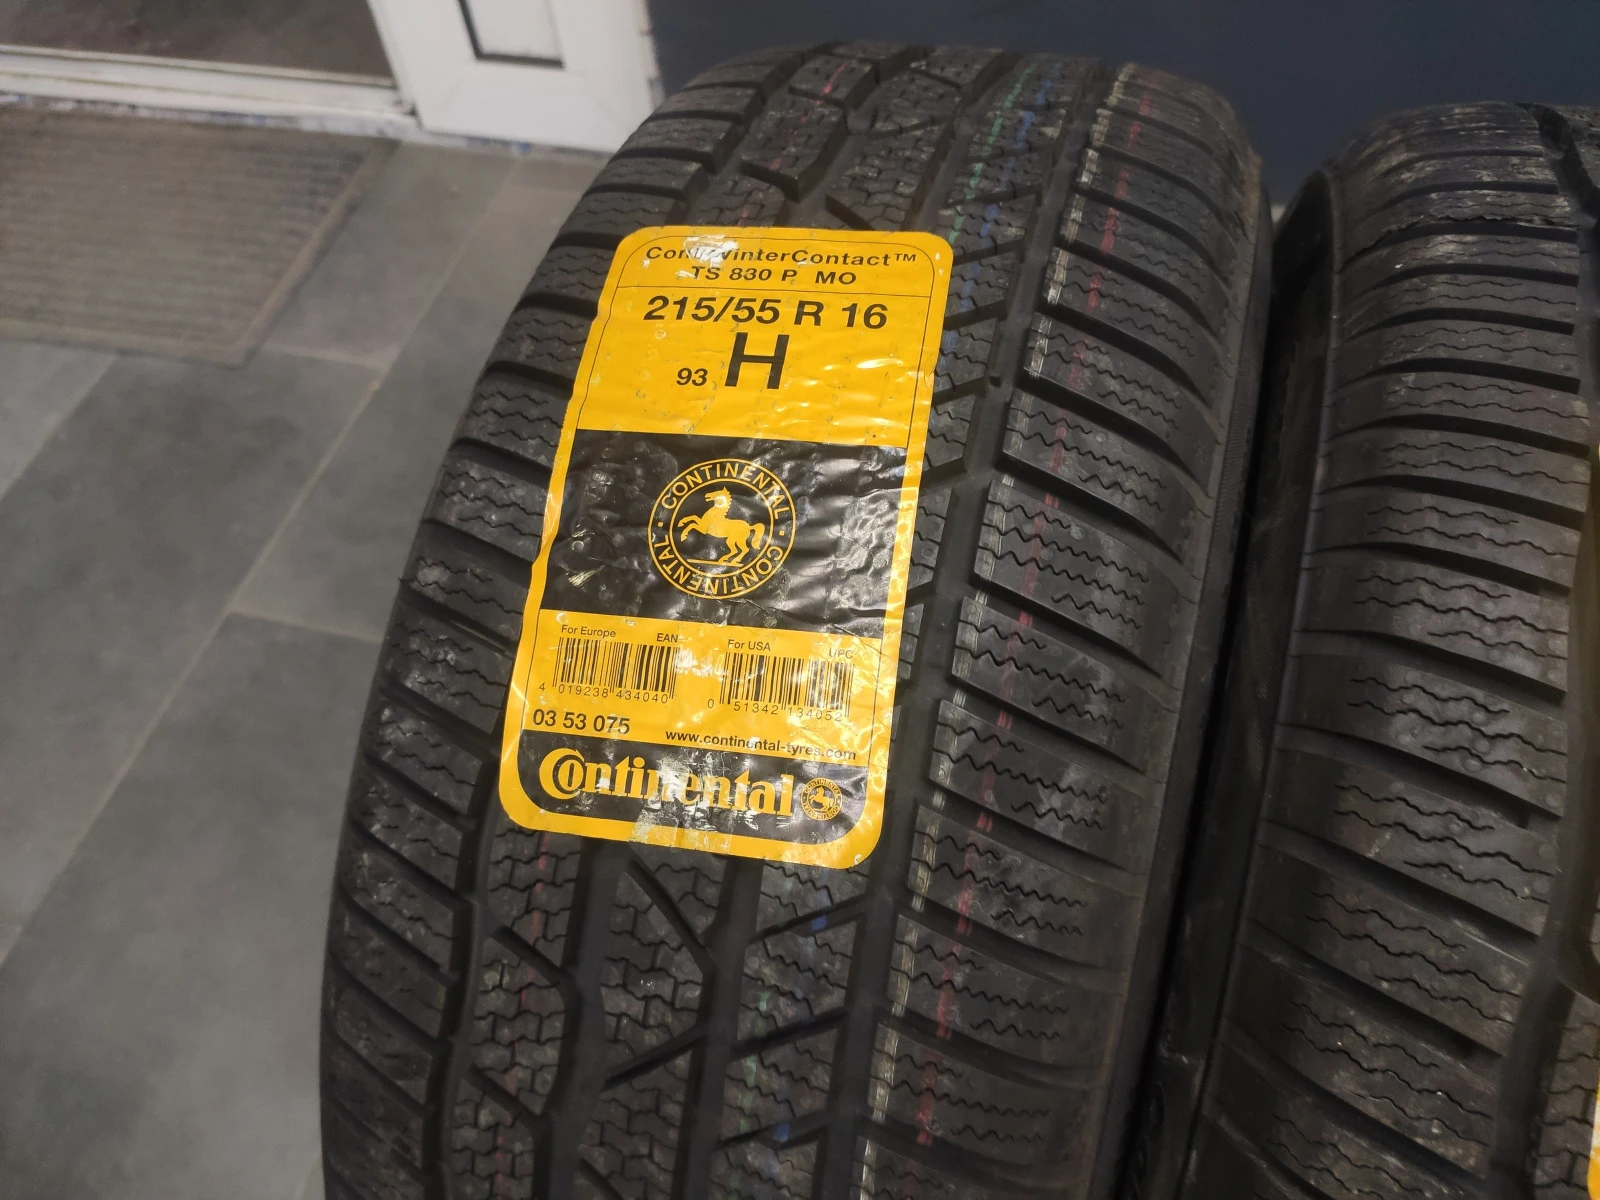 ContiWinterContact™
TS 830 P MO
215/55 R 16
93 H
CONTINENTAL · CONTINENTAL ·
For Europe EAN
For USA UPC
4 019238 434040
0 51342 134052
03 53 075
www.continental-tyres.com
Continental